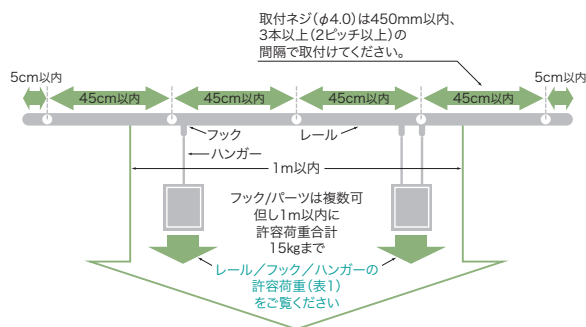 取付ネジ(φ4.0)は450mm以内、
3本以上(2ピッチ以上)の
間隔で取付けてください。
5cm以内
45cm以内
45cm以内
45cm以内
45cm以内
5cm以内
フック
レール
ハンガー
1m以内
フック/パーツは複数可
但し1m以内に
許容荷重合計
15kgまで
レール／フック／ハンガーの
許容荷重(表1)
をご覧ください